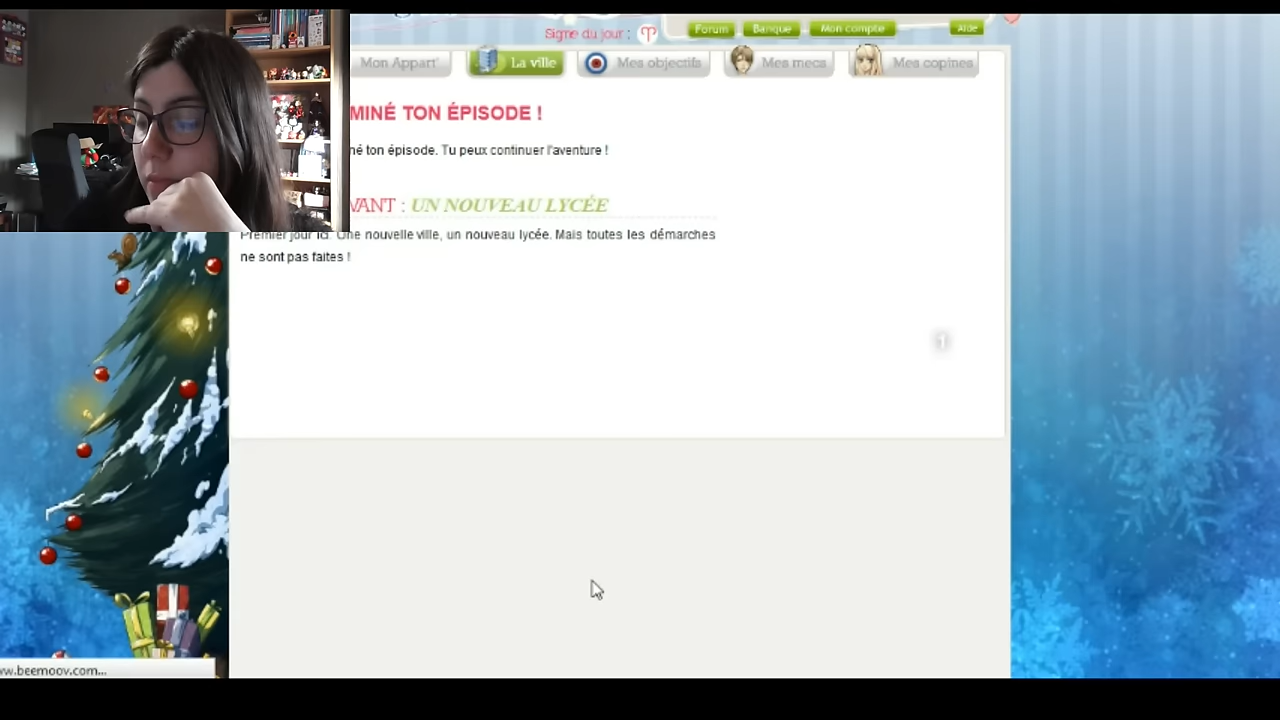 Signe du jour :
Forum
Banque
Mon compte
Aide
Mon Appart'
La ville
Mes objectifs
Mes mecs
Mes copines
MINÉ TON ÉPISODE !
né ton épisode. Tu peux continuer l'aventure !
VANT : UN NOUVEAU LYCÉE
Premier jour ici. Une nouvelle ville, un nouveau lycée. Mais toutes les démarches
ne sont pas faites !
1
ww.beemoov.com...